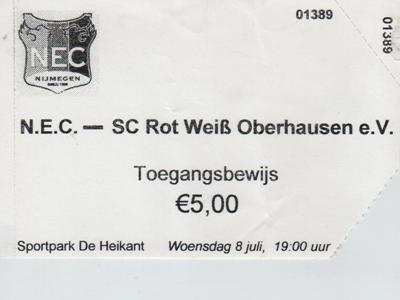 01389
01389
NEC
NIJMEGEN
N.E.C. — SC Rot Weiß Oberhausen e.V.
Toegangsbewijs
€5,00
Sportpark De Heikant Woensdag 8 juli, 19:00 uur